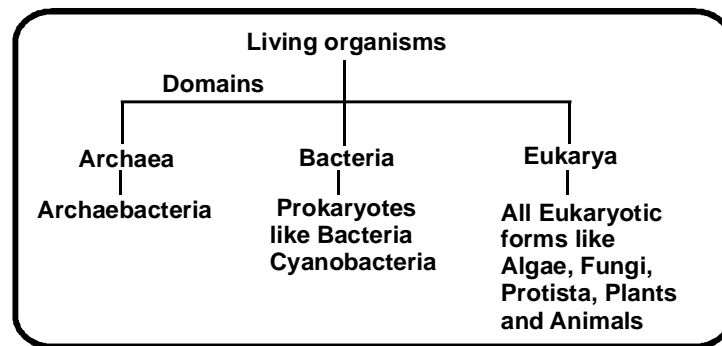 Living organisms
Domains
Archaea
Bacteria
Eukarya
Archaebacteria
Prokaryotes
like Bacteria
Cyanobacteria
All Eukaryotic
forms like
Algae, Fungi,
Protista, Plants
and Animals